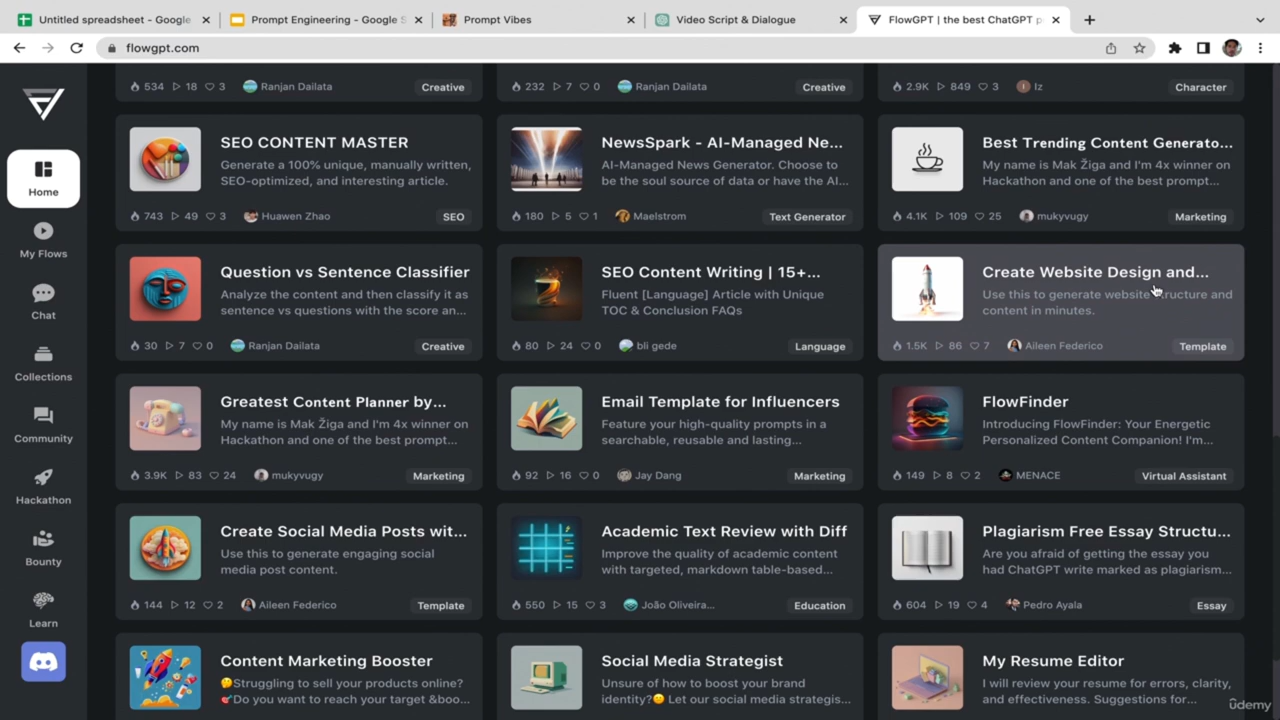 Untitled spreadsheet - Google
Prompt Engineering - Google S
Prompt Vibes
Video Script & Dialogue
FlowGPT | the best ChatGPT p
flowgpt.com
534 18 3 Ranjan Dailata Creative
232 7 0 Ranjan Dailata Creative
2.9K 849 3 I Iz Character
Home
My Flows
Chat
Collections
Community
Hackathon
Bounty
Learn
SEO CONTENT MASTER
Generate a 100% unique, manually written,
SEO-optimized, and interesting article.
743 49 3 Huawen Zhao SEO
NewsSpark - AI-Managed Ne...
AI-Managed News Generator. Choose to
be the soul source of data or have the AI...
180 5 1 Maelstrom Text Generator
Best Trending Content Generato...
My name is Mak Žiga and I'm 4x winner on
Hackathon and one of the best prompt...
4.1K 109 25 mukyvugy Marketing
Question vs Sentence Classifier
Analyze the content and then classify it as
sentence vs questions with the score an...
30 7 0 Ranjan Dailata Creative
SEO Content Writing | 15+...
Fluent [Language] Article with Unique
TOC & Conclusion FAQs
80 24 0 bli gede Language
Create Website Design and...
Use this to generate website structure and
content in minutes.
1.5K 86 7 Aileen Federico Template
Greatest Content Planner by...
My name is Mak Žiga and I'm 4x winner on
Hackathon and one of the best prompt...
3.9K 83 24 mukyvugy Marketing
Email Template for Influencers
Feature your high-quality prompts in a
searchable, reusable and lasting...
92 16 0 Jay Dang Marketing
FlowFinder
Introducing FlowFinder: Your Energetic
Personalized Content Companion! I'm...
149 8 2 MENACE Virtual Assistant
Create Social Media Posts wit...
Use this to generate engaging social
media post content.
144 12 2 Aileen Federico Template
Academic Text Review with Diff
Improve the quality of academic content
with targeted, markdown table-based...
550 15 3 João Oliveira... Education
Plagiarism Free Essay Structu...
Are you afraid of getting the essay you
had ChatGPT write marked as plagiarism...
604 19 4 Pedro Ayala Essay
Content Marketing Booster
🤔Struggling to sell your products online?
🎯Do you want to reach your target &boo...
Social Media Strategist
Unsure of how to boost your brand
identity?🤔 Let our social media strategis...
My Resume Editor
I will review your resume for errors, clarity,
and effectiveness. Suggestions for...
ûdemy